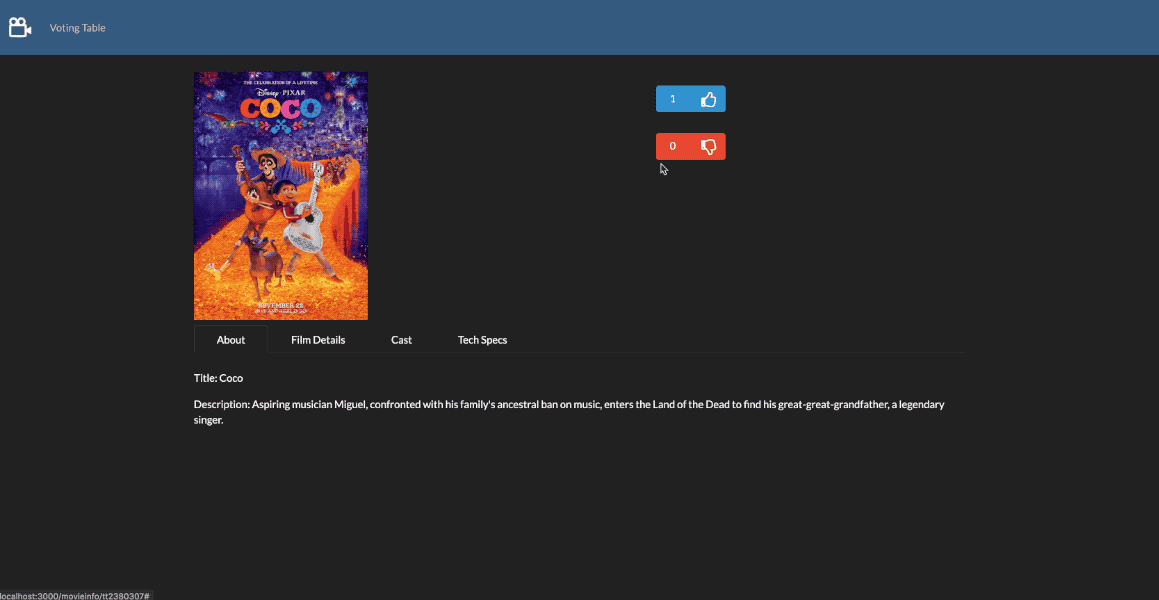 Voting Table
THE CELEBRATION OF A LIFETIME
Disney · PIXAR
COCO
1
0
NOVEMBER 22
About
Film Details
Cast
Tech Specs
Title: Coco
Description: Aspiring musician Miguel, confronted with his family's ancestral ban on music, enters the Land of the Dead to find his great-great-grandfather, a legendary
singer.
localhost:3000/movieinfo/tt2380307#